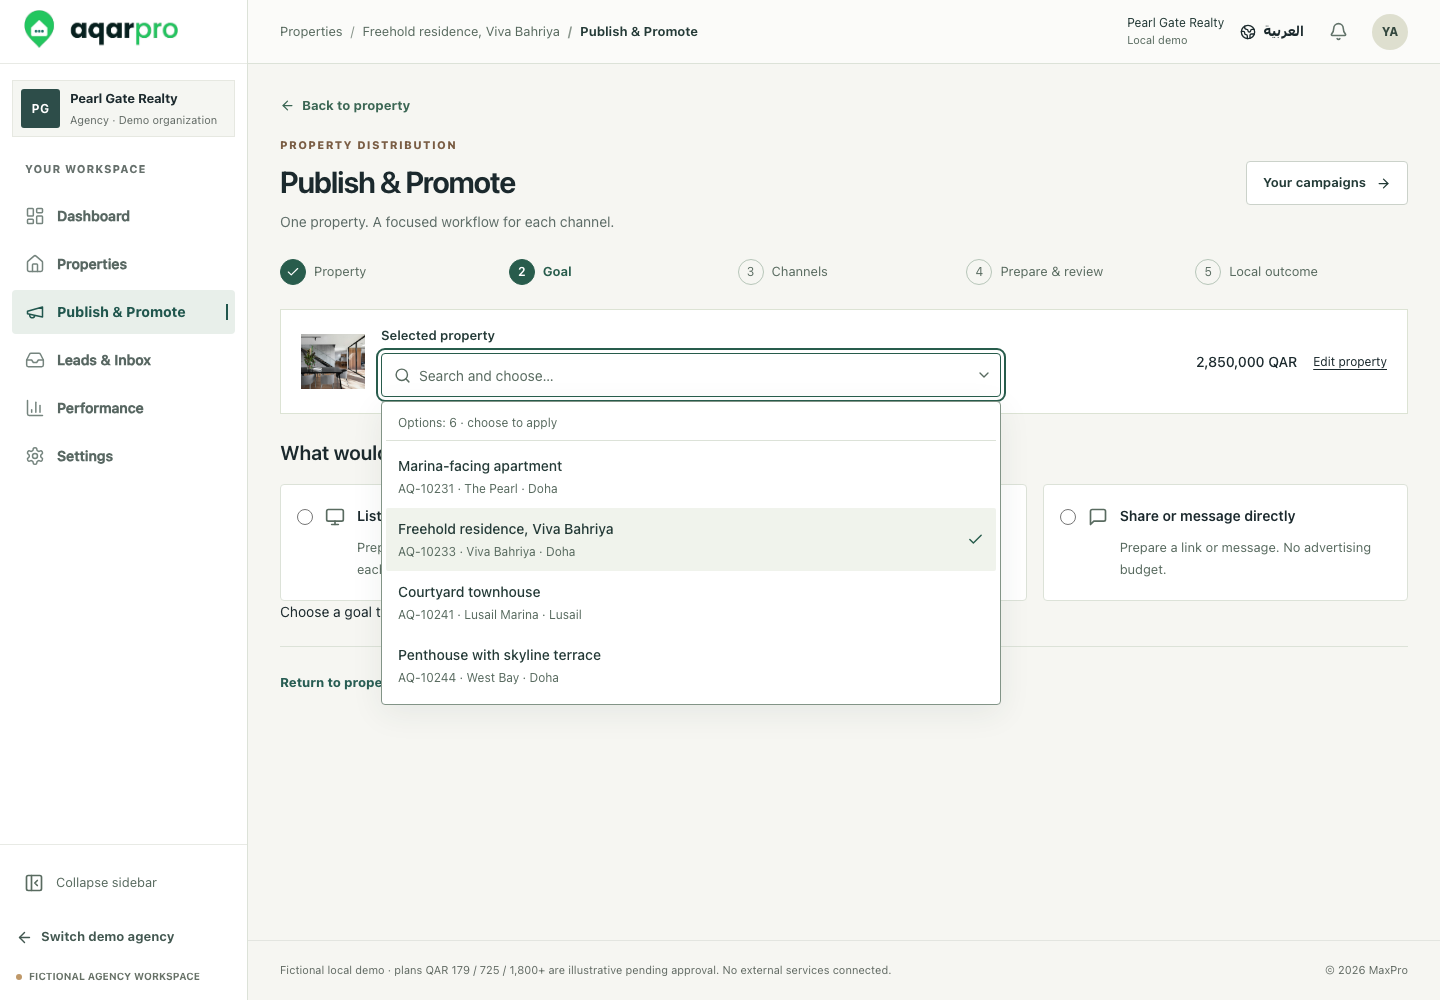 aqarpro
Properties / Freehold residence, Viva Bahriya / Publish & Promote
Pearl Gate Realty
Local demo
العربية
YA
PG
Pearl Gate Realty
Agency · Demo organization
YOUR WORKSPACE
Dashboard
Properties
Publish & Promote
Leads & Inbox
Performance
Settings
Collapse sidebar
Switch demo agency
FICTIONAL AGENCY WORKSPACE
Back to property
PROPERTY DISTRIBUTION
Publish & Promote
One property. A focused workflow for each channel.
Your campaigns
Property
2 Goal
3 Channels
4 Prepare & review
5 Local outcome
Selected property
Search and choose...
2,850,000 QAR
Edit property
Options: 6 · choose to apply
Marina-facing apartment
AQ-10231 · The Pearl · Doha
Freehold residence, Viva Bahriya
AQ-10233 · Viva Bahriya · Doha
Courtyard townhouse
AQ-10241 · Lusail Marina · Lusail
Penthouse with skyline terrace
AQ-10244 · West Bay · Doha
What
List
Share or message directly
Prepare a link or message. No advertising
budget.
Choose a goal
Return to
Fictional local demo · plans QAR 179 / 725 / 1,800+ are illustrative pending approval. No external services connected.
© 2026 MaxPro